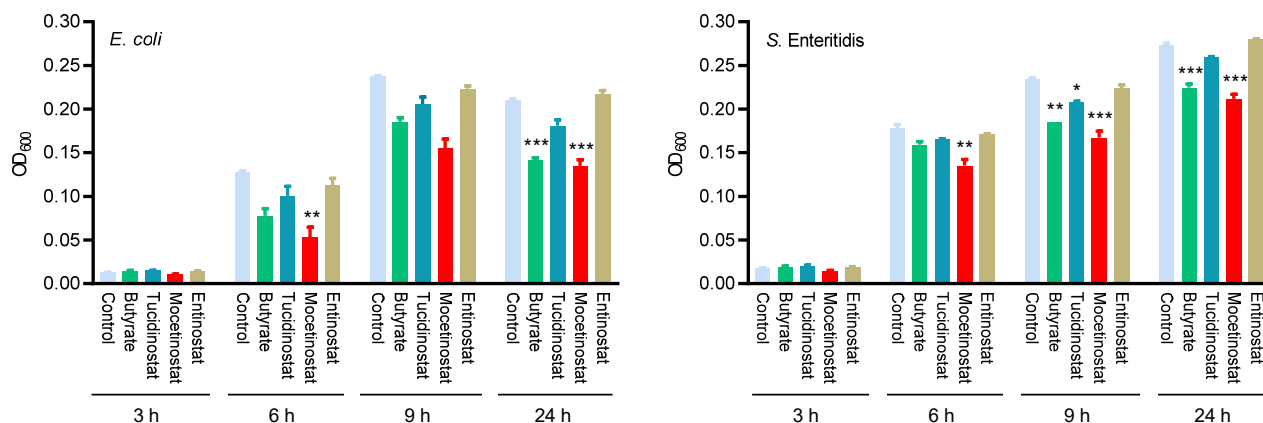 E. coli
OD600
0.30
0.25
0.20
0.15
0.10
0.05
0.00
**
***
***
Control
Butyrate
Tucidinostat
Mocetinostat
Entinostat
Control
Butyrate
Tucidinostat
Mocetinostat
Entinostat
Control
Butyrate
Tucidinostat
Mocetinostat
Entinostat
Control
Butyrate
Tucidinostat
Mocetinostat
Entinostat
3 h
6 h
9 h
24 h
S. Enteritidis
OD600
0.30
0.25
0.20
0.15
0.10
0.05
0.00
**
**
*
***
***
***
Control
Butyrate
Tucidinostat
Mocetinostat
Entinostat
Control
Butyrate
Tucidinostat
Mocetinostat
Entinostat
Control
Butyrate
Tucidinostat
Mocetinostat
Entinostat
Control
Butyrate
Tucidinostat
Mocetinostat
Entinostat
3 h
6 h
9 h
24 h